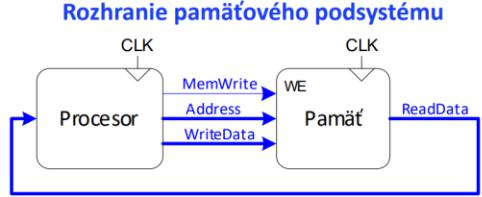 Rozhranie pamäťového podsystému
CLK
CLK
MemWrite
WE
Procesor
Address
Pamäť
ReadData
WriteData